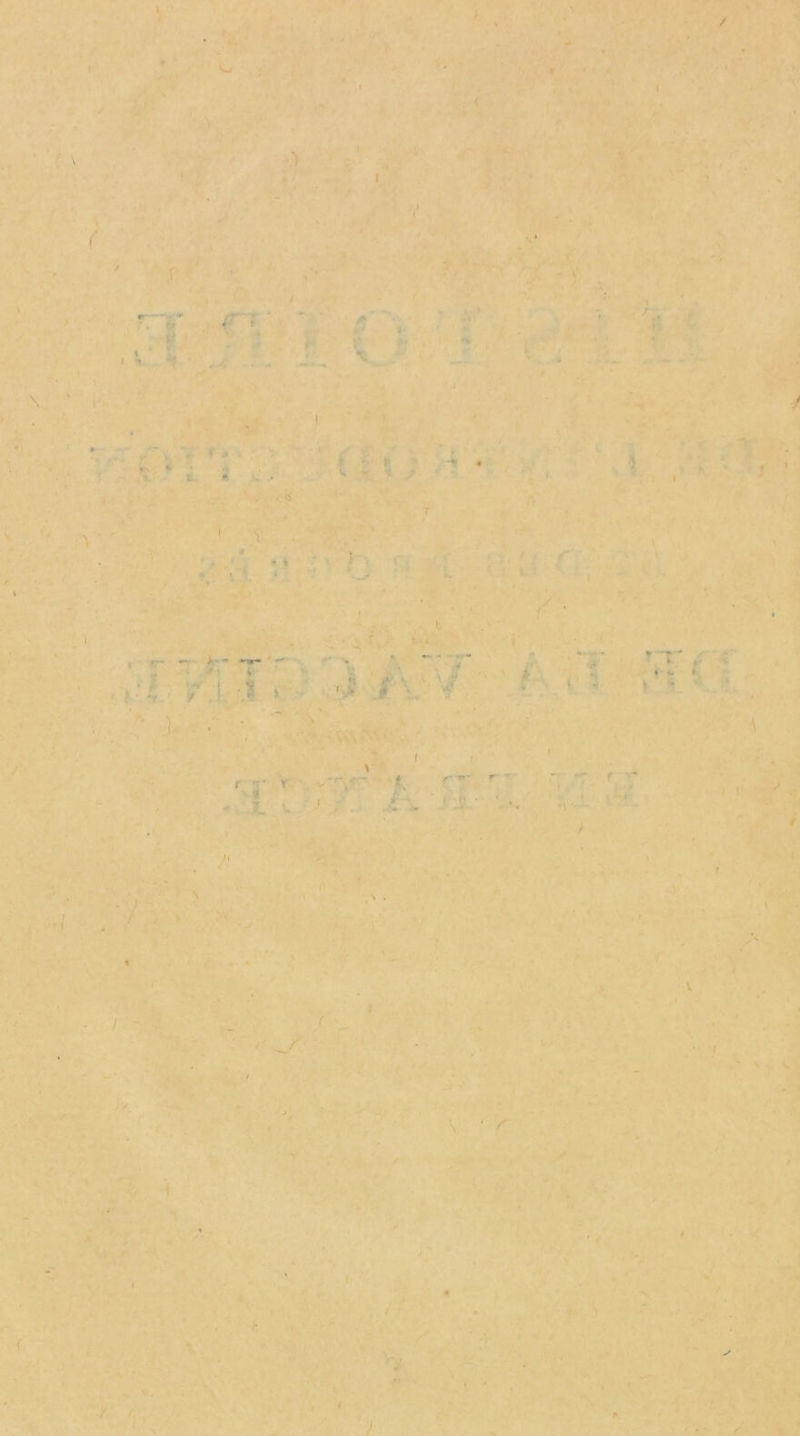 HISTOIRE
DE L'INTRODUCTION
ET DES PROGRÈS
DE LA VACCINE
EN FRANCE